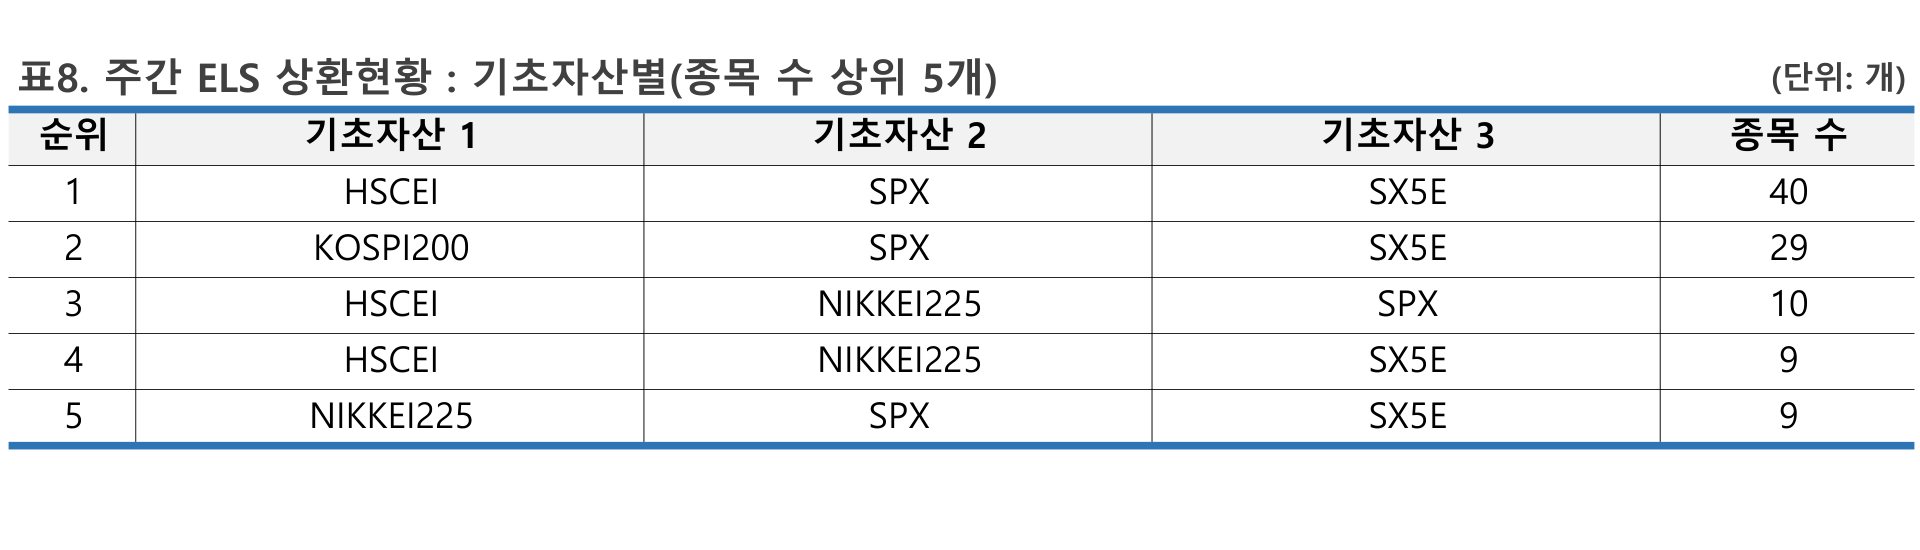 표8. 주간 ELS 상환현황 : 기초자산별(종목 수 상위 5개) (단위: 개)
순위 기초자산 1 기초자산 2 기초자산 3 종목 수
1 HSCEI SPX SX5E 40
2 KOSPI200 SPX SX5E 29
3 HSCEI NIKKEI225 SPX 10
4 HSCEI NIKKEI225 SX5E 9
5 NIKKEI225 SPX SX5E 9